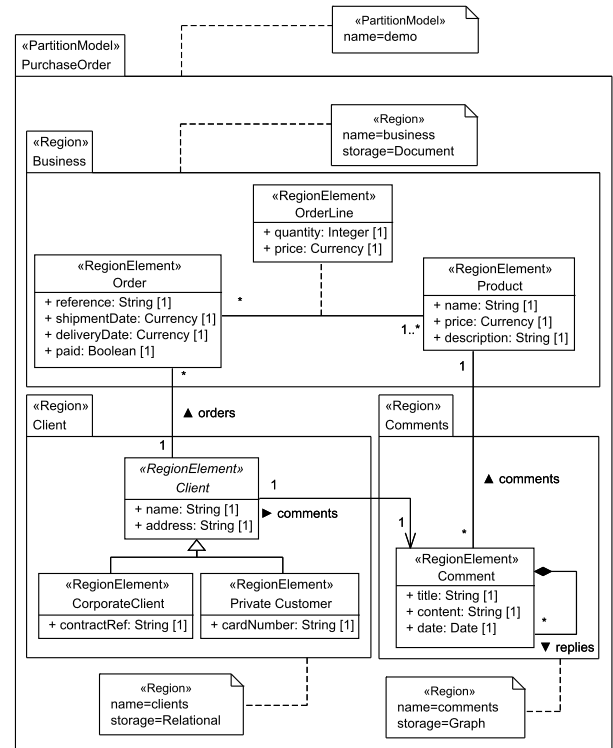 «PartitionModel»
name=demo
«PartitionModel»
PurchaseOrder
«Region»
name=business
storage=Document
«Region»
Business
«RegionElement»
OrderLine
+ quantity: Integer [1]
+ price: Currency [1]
«RegionElement»
Order
+ reference: String [1]
+ shipmentDate: Currency [1]
+ deliveryDate: Currency [1]
+ paid: Boolean [1]
*
1..*
«RegionElement»
Product
+ name: String [1]
+ price: Currency [1]
+ description: String [1]
*
1
▲ orders
1
«Region»
Client
«Region»
Comments
«RegionElement»
Client
+ name: String [1]
+ address: String [1]
1
► comments
1
▲ comments
*
«RegionElement»
CorporateClient
+ contractRef: String [1]
«RegionElement»
Private Customer
+ cardNumber: String [1]
«RegionElement»
Comment
+ title: String [1]
+ content: String [1]
+ date: Date [1]
*
▼ replies
«Region»
name=clients
storage=Relational
«Region»
name=comments
storage=Graph